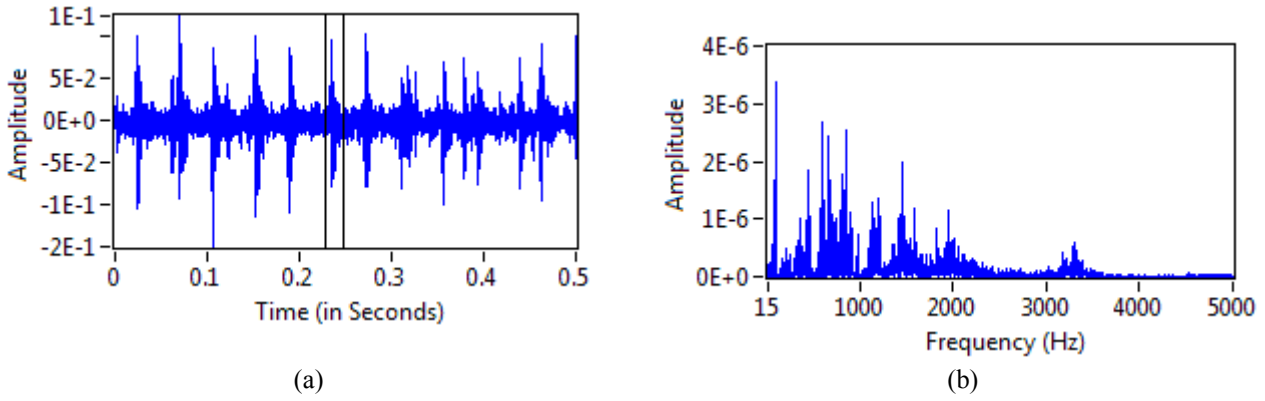 1E-1
5E-2
0E+0
-5E-2
-1E-1
-2E-1
Amplitude
0 0.1 0.2 0.3 0.4 0.5
Time (in Seconds)
(a)
4E-6
3E-6
2E-6
1E-6
0E+0
Amplitude
15 1000 2000 3000 4000 5000
Frequency (Hz)
(b)